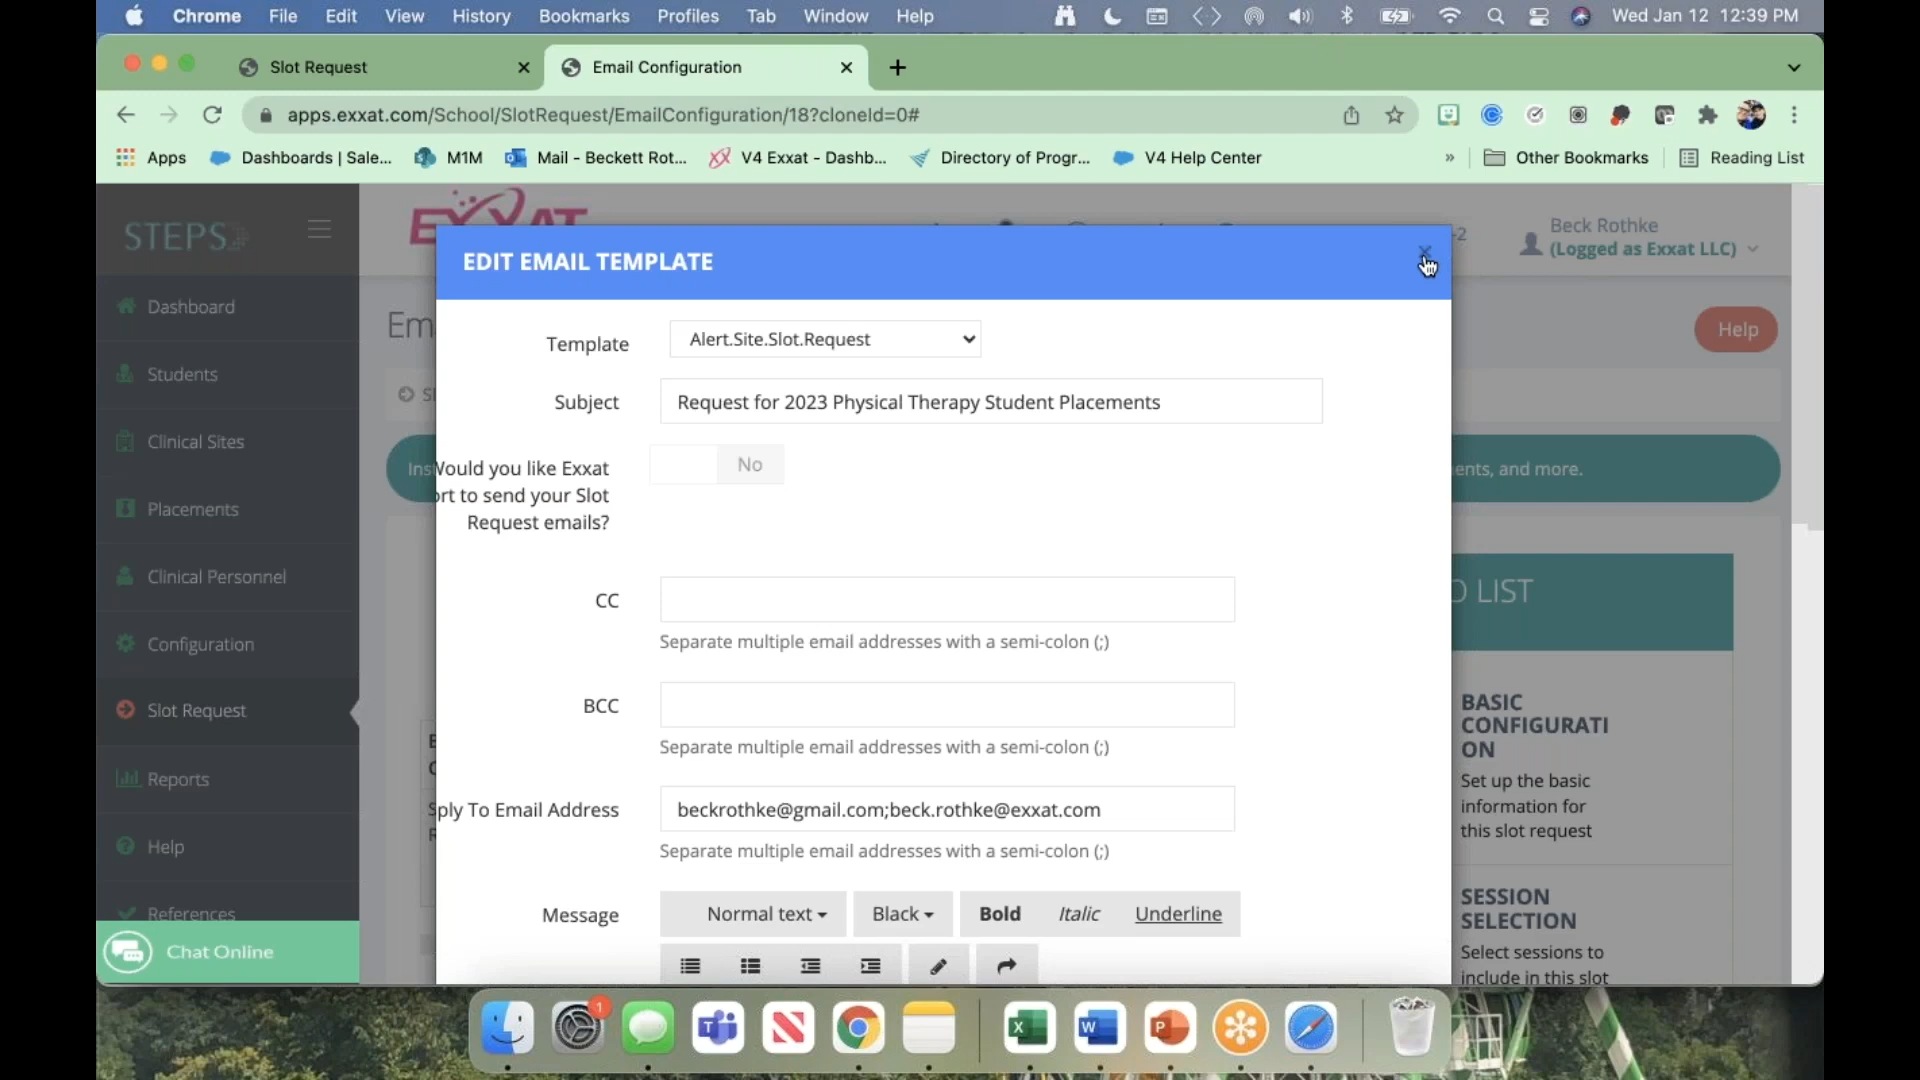 Chrome File Edit View History Bookmarks Profiles Tab Window Help Wed Jan 12 12:39 PM
Slot Request
Email Configuration
apps.exxat.com/School/SlotRequest/EmailConfiguration/18?cloneId=0#
Apps Dashboards | Sale... M1M Mail - Beckett Rot... V4 Exxat - Dashb... Directory of Progr... V4 Help Center » Other Bookmarks Reading List
STEPS
EXXAT
-2
Beck Rothke
(Logged as Exxat LLC)
Dashboard
Students
Clinical Sites
Placements
Clinical Personnel
Configuration
Slot Request
Reports
Help
References
Chat Online
Em
Help
Sl
Ins
ents, and more.
EDIT EMAIL TEMPLATE
Template Alert.Site.Slot.Request
Subject Request for 2023 Physical Therapy Student Placements
Would you like Exxat
ort to send your Slot
Request emails?
No
CC
Separate multiple email addresses with a semi-colon (;)
BCC
Separate multiple email addresses with a semi-colon (;)
eply To Email Address beckrothke@gmail.com;beck.rothke@exxat.com
Separate multiple email addresses with a semi-colon (;)
Message Normal text Black Bold Italic Underline
O LIST
BASIC
CONFIGURATI
ON
Set up the basic
information for
this slot request
SESSION
SELECTION
Select sessions to
include in this slot
1